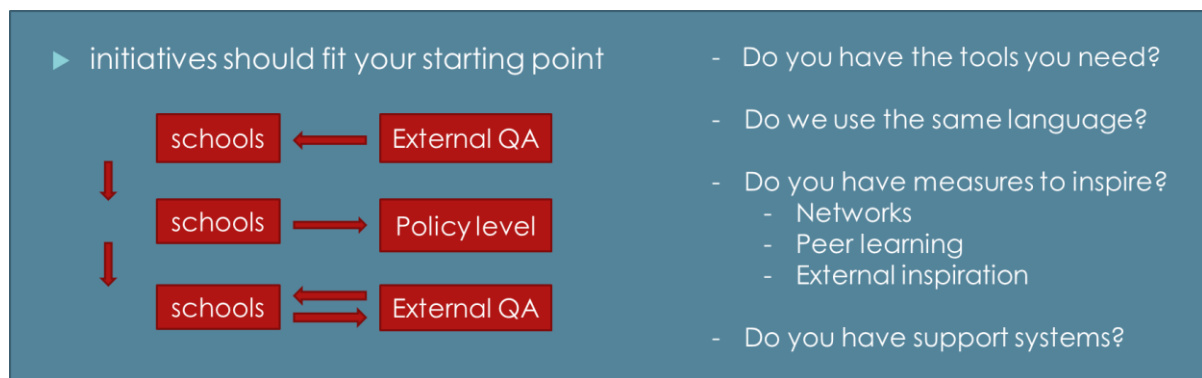 initiatives should fit your starting point
schools
External QA
schools
Policy level
schools
External QA
- Do you have the tools you need?
- Do we use the same language?
- Do you have measures to inspire?
- Networks
- Peer learning
- External inspiration
- Do you have support systems?